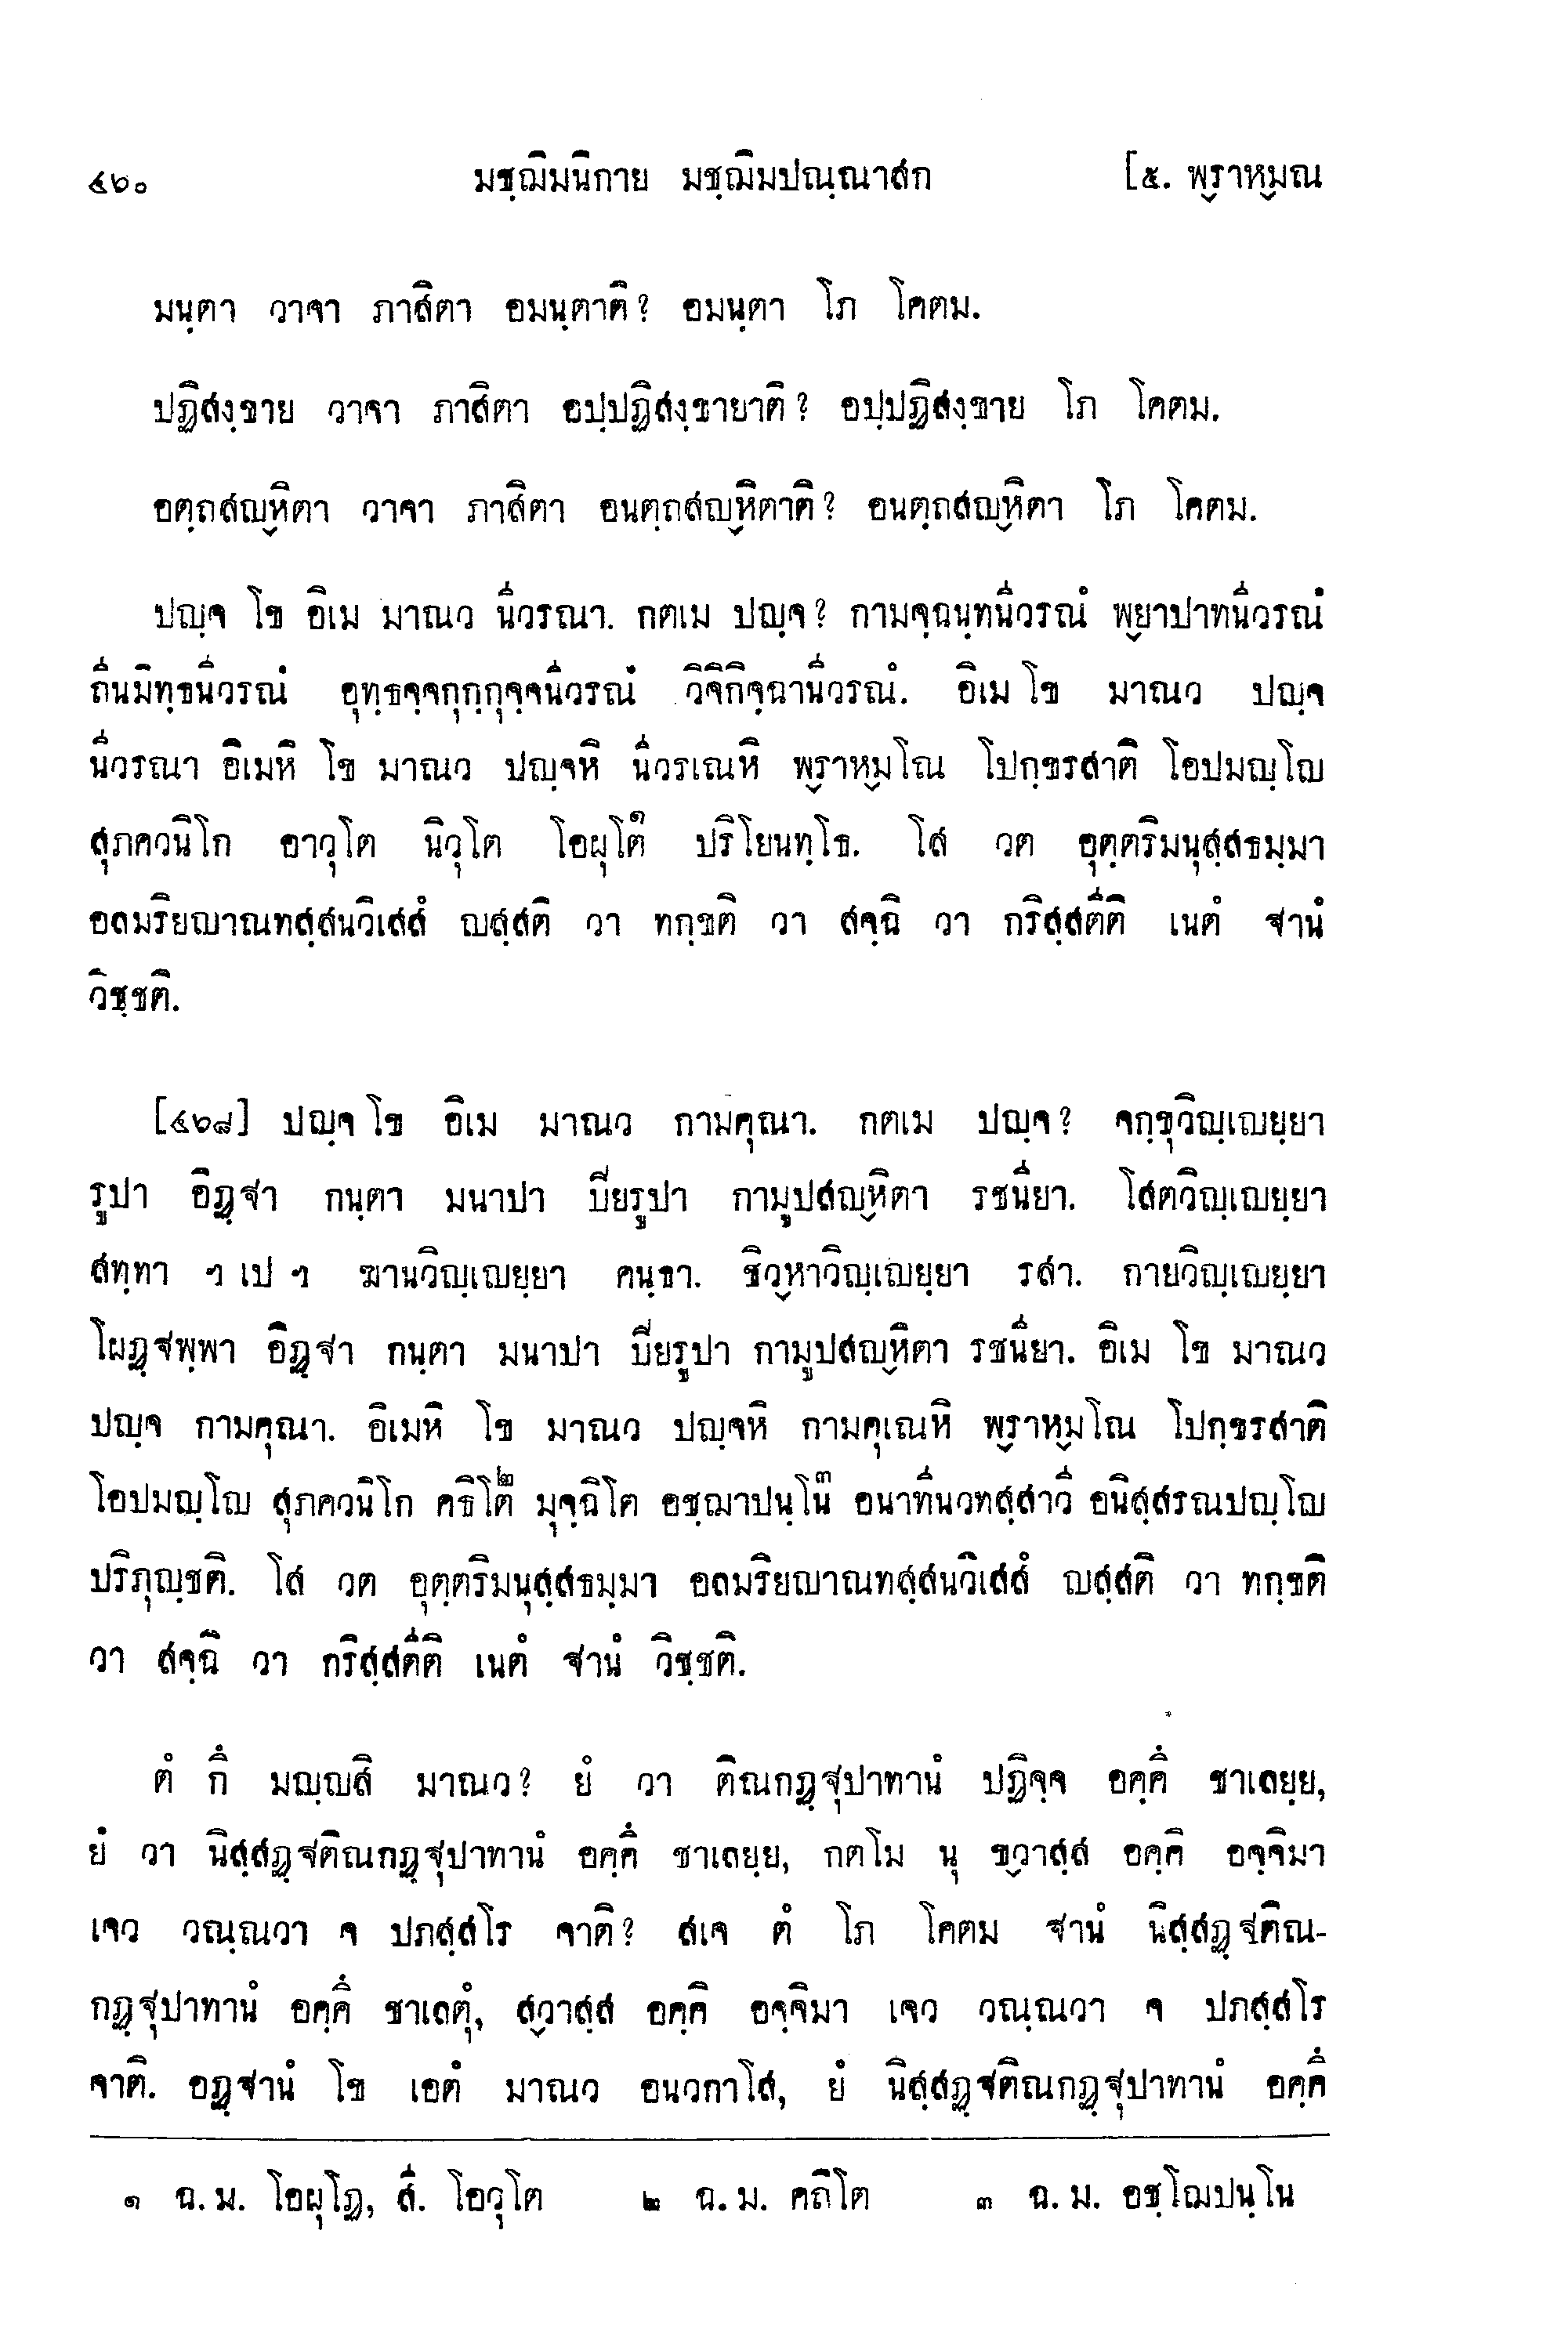 ๔๖๐ มชฺฌิมนิกาย มชฺฌิมปณฺณาสก [๕. พฺราหฺมณ
มนฺตา วาจา ภาสิตา อมนฺตาติ? อมนฺตา โภ โคตม.
ปฏิสงฺขาย วาจา ภาสิตา อปฺปฏิสงฺขายาติ? อปฺปฏิสงฺขาย โภ โคตม.
อตฺถสญฺหิตา วาจา ภาสิตา อนตฺถสญฺหิตาติ? อนตฺถสญฺหิตา โภ โคตม.
ปญฺจ โข อิเม มาณว นีวรณา. กตเม ปญฺจ? กามจฺฉนฺทนีวรณํ พฺยาปาทนีวรณํ
ถีนมิทฺธนีวรณํ อุทฺธจฺจกุกฺกุจฺจนีวรณํ วิจิกิจฺฉานีวรณํ. อิเม โข มาณว ปญฺจ
นีวรณา อิเมหิ โข มาณว ปญฺจหิ นีวรเณหิ พฺราหฺมโณ โปกฺขรสาติ โอปมญฺโญ
สุภควนิโก อาวุโต นิวุโต โอผุโต๑ ปริโยนทฺโธ. โส วต อุตฺตริมนุสฺสธมฺมา
อลมริยญาณทสฺสนวิเสสํ ญสฺสติ วา ทกฺขติ วา สจฺฉิ วา กริสฺสตีติ เนตํ ฐานํ
วิชฺชติ.
[๔๖๘] ปญฺจ โข อิเม มาณว กามคุณา. กตเม ปญฺจ? จกฺขุวิญฺเญยฺยา
รูปา อิฏฺฐา กนฺตา มนาปา ปิยรูปา กามูปสญฺหิตา รชนียา. โสตวิญฺเญยฺยา
สทฺทา ฯ เป ฯ ฆานวิญฺเญยฺยา คนฺธา. ชิวฺหาวิญฺเญยฺยา รสา. กายวิญฺเญยฺยา
โผฏฺฐพฺพา อิฏฺฐา กนฺตา มนาปา ปิยรูปา กามูปสญฺหิตา รชนียา. อิเม โข มาณว
ปญฺจ กามคุณา. อิเมหิ โข มาณว ปญฺจหิ กามคุเณหิ พฺราหฺมโณ โปกฺขรสาติ
โอปมญฺโญ สุภควนิโก คธิโต๒ มุจฺฉิโต อชฺฌาปนฺโน๓ อนาทีนวทสฺสาวี อนิสฺสรณปญฺโญ
ปริภุญฺชติ. โส วต อุตฺตริมนุสฺสธมฺมา อลมริยญาณทสฺสนวิเสสํ ญสฺสติ วา ทกฺขติ
วา สจฺฉิ วา กริสฺสตีติ เนตํ ฐานํ วิชฺชติ.
ตํ กึ มญฺญสิ มาณว? ยํ วา ติณกฏฺฐุปาทานํ ปฏิจฺจ อคฺคึ ชาเลยฺย,
ยํ วา นิสฺสฏฺฐติณกฏฺฐุปาทานํ อคฺคึ ชาเลยฺย, กตโม นุ ขฺวาสฺส อคฺคิ อจฺจิมา
เจว วณฺณวา จ ปภสฺสโร จาติ? สเจ ตํ โภ โคตม ฐานํ นิสฺสฏฺฐติณ-
กฏฺฐุปาทานํ อคฺคึ ชาเลตุํ, สฺวาสฺส อคฺคิ อจฺจิมา เจว วณฺณวา จ ปภสฺสโร
จาติ. อฏฺฐานํ โข เอตํ มาณว อนวกาโส, ยํ นิสฺสฏฺฐติณกฏฺฐุปาทานํ อคฺคึ
๑ ฉ. ม. โอผุโฏ, สี. โอวุโต ๒ ฉ. ม. คถิโต ๓ ฉ. ม. อชฺโฌปนฺโน